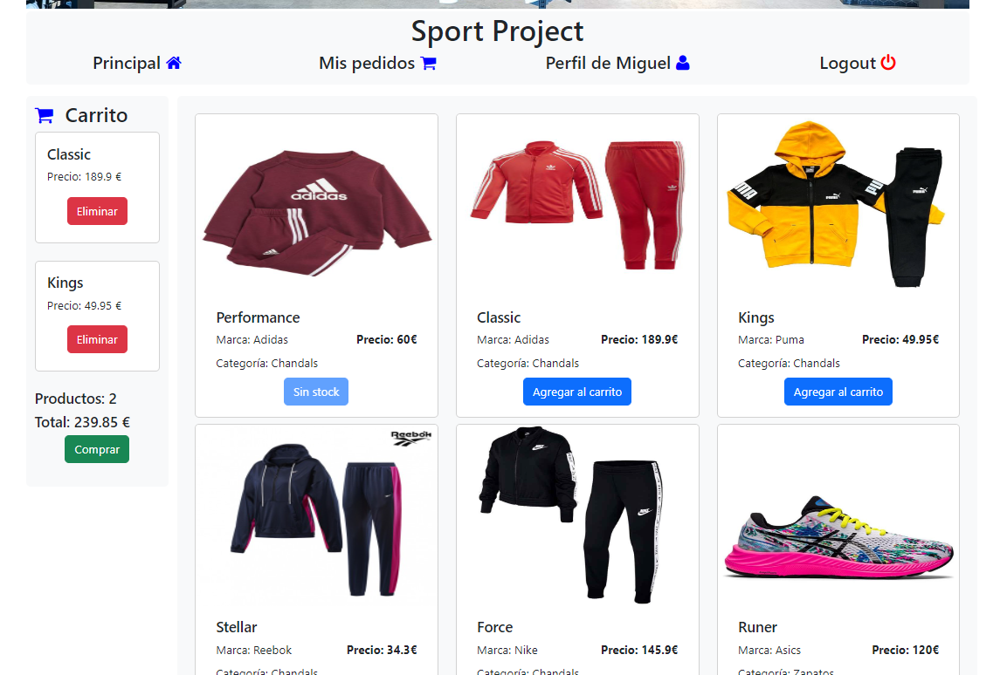 Sport Project
Principal
Mis pedidos
Perfil de Miguel
Logout
Carrito
Classic
Precio: 189.9 €
Eliminar
Kings
Precio: 49.95 €
Eliminar
Productos: 2
Total: 239.85 €
Comprar
adidas
Performance
Marca: Adidas
Precio: 60€
Categoría: Chandals
Sin stock
Classic
Marca: Adidas
Precio: 189.9€
Categoría: Chandals
Agregar al carrito
PUMA
PUMA
Kings
Marca: Puma
Precio: 49.95€
Categoría: Chandals
Agregar al carrito
Reebok
Stellar
Marca: Reebok
Precio: 34.3€
Categoría: Chandals
NIKE
Force
Marca: Nike
Precio: 145.9€
Categoría: Chandals
Runer
Marca: Asics
Precio: 120€
Categoría: Zapatos